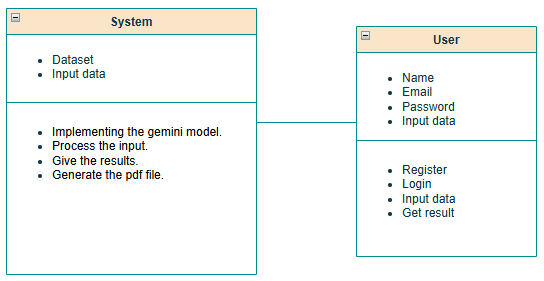 System
Dataset
Input data
Implementing the gemini model.
Process the input.
Give the results.
Generate the pdf file.
User
Name
Email
Password
Input data
Register
Login
Input data
Get result